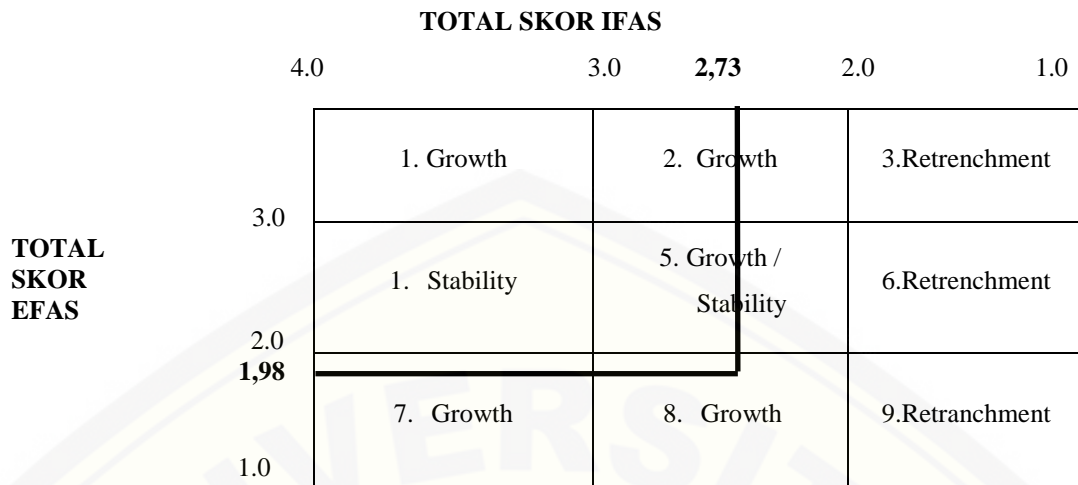 TOTAL SKOR IFAS
4.0 3.0 2,73 2.0 1.0
1. Growth 2. Growth 3.Retrenchment
3.0
TOTAL
SKOR
EFAS
1. Stability 5. Growth / Stability 6.Retrenchment
2.0
1,98
7. Growth 8. Growth 9.Retranchment
1.0
UNIVERSIT